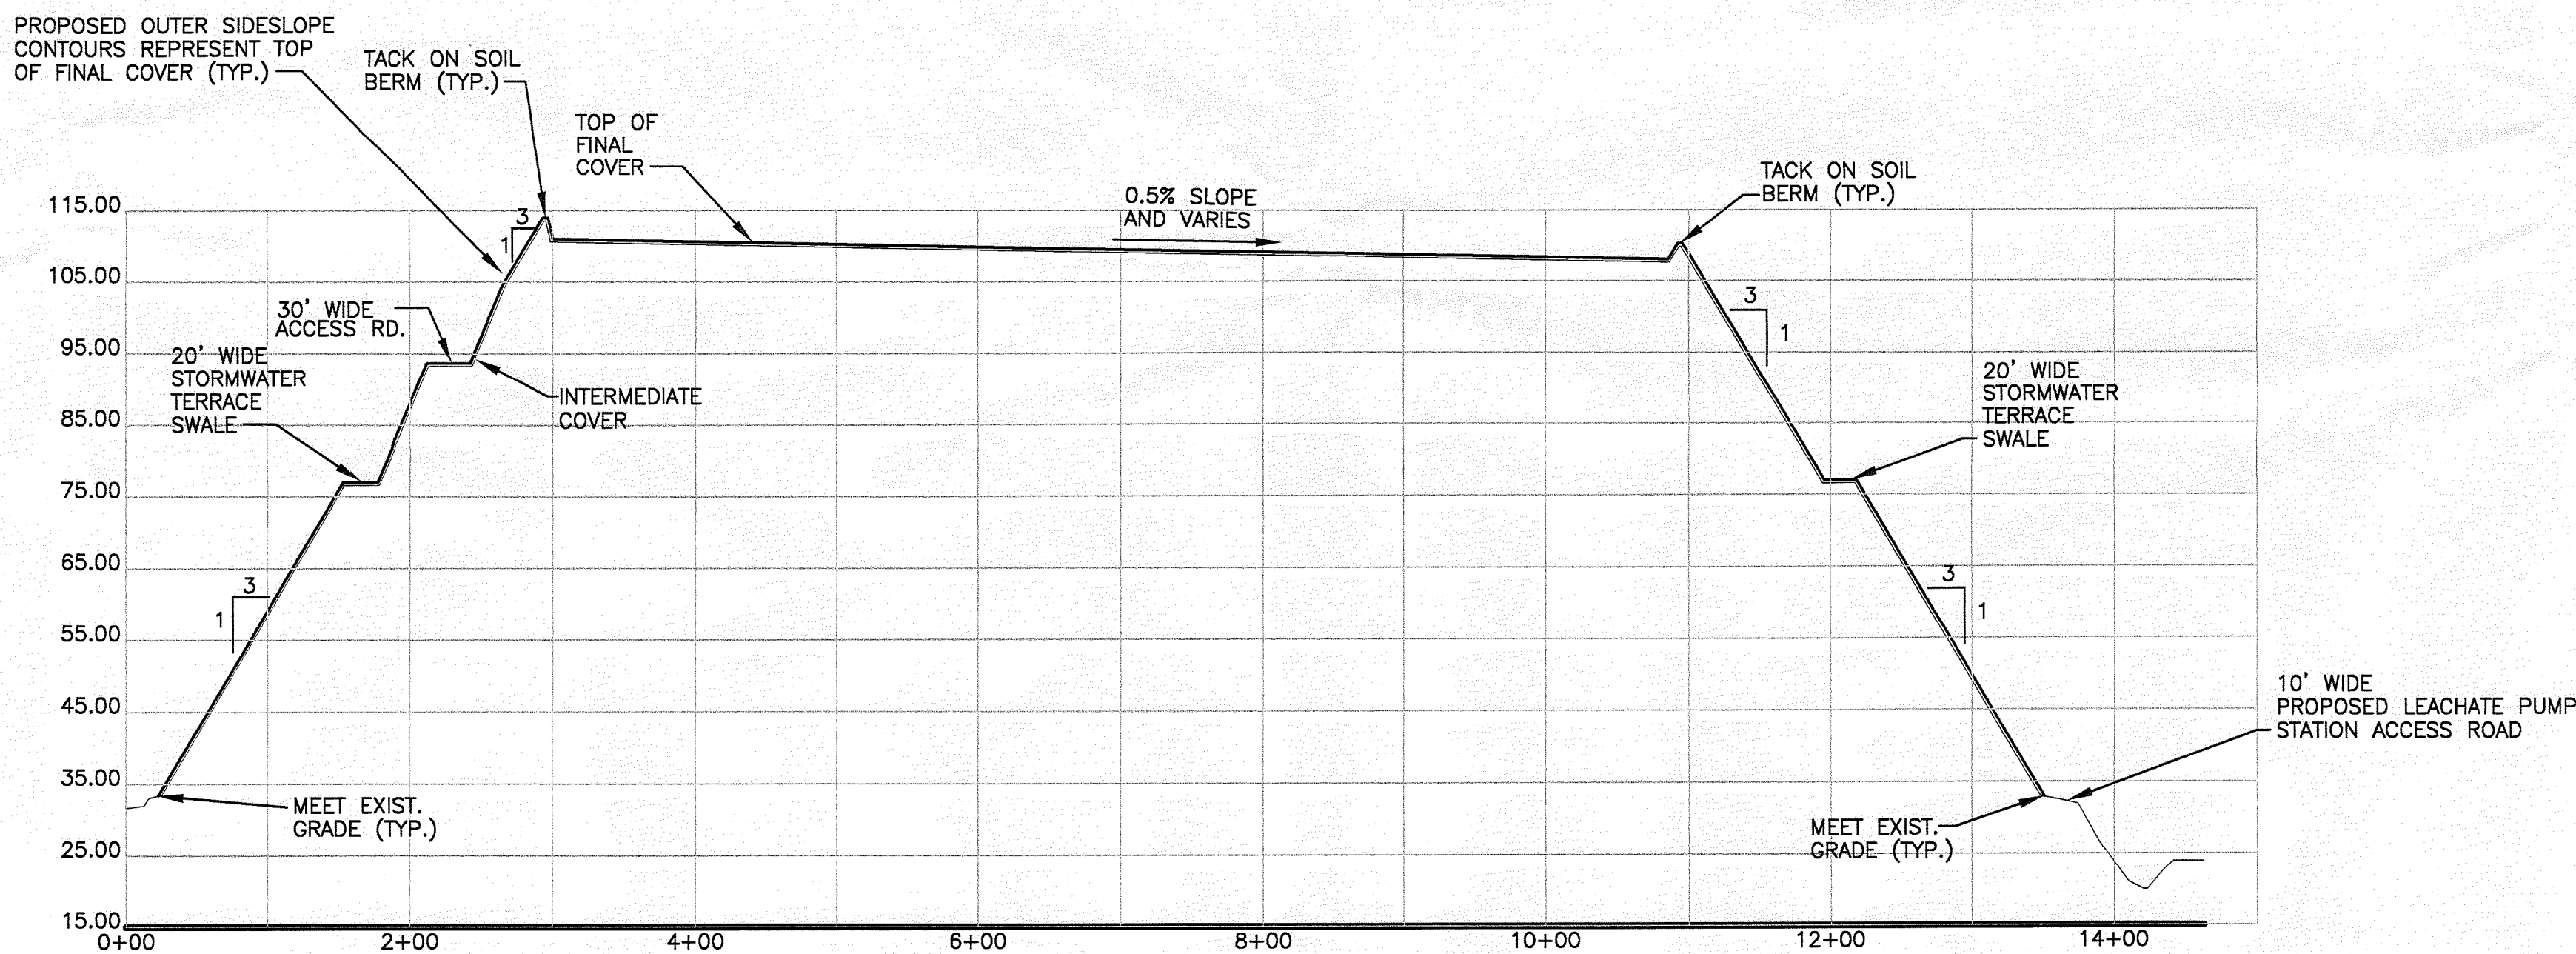 PROPOSED OUTER SIDESLOPE
CONTOURS REPRESENT TOP
OF FINAL COVER (TYP.)
TACK ON SOIL
BERM (TYP.)
TOP OF
FINAL
COVER
0.5% SLOPE
AND VARIES
TACK ON SOIL
BERM (TYP.)
115.00
3
1
105.00
30' WIDE
ACCESS RD.
3
1
95.00
20' WIDE
STORMWATER
TERRACE
SWALE
INTERMEDIATE
COVER
20' WIDE
STORMWATER
TERRACE
SWALE
85.00
75.00
65.00
3
1
3
1
55.00
45.00
10' WIDE
PROPOSED LEACHATE PUMP
STATION ACCESS ROAD
35.00
MEET EXIST.
GRADE (TYP.)
MEET EXIST.
GRADE (TYP.)
25.00
15.00
0+00 2+00 4+00 6+00 8+00 10+00 12+00 14+00